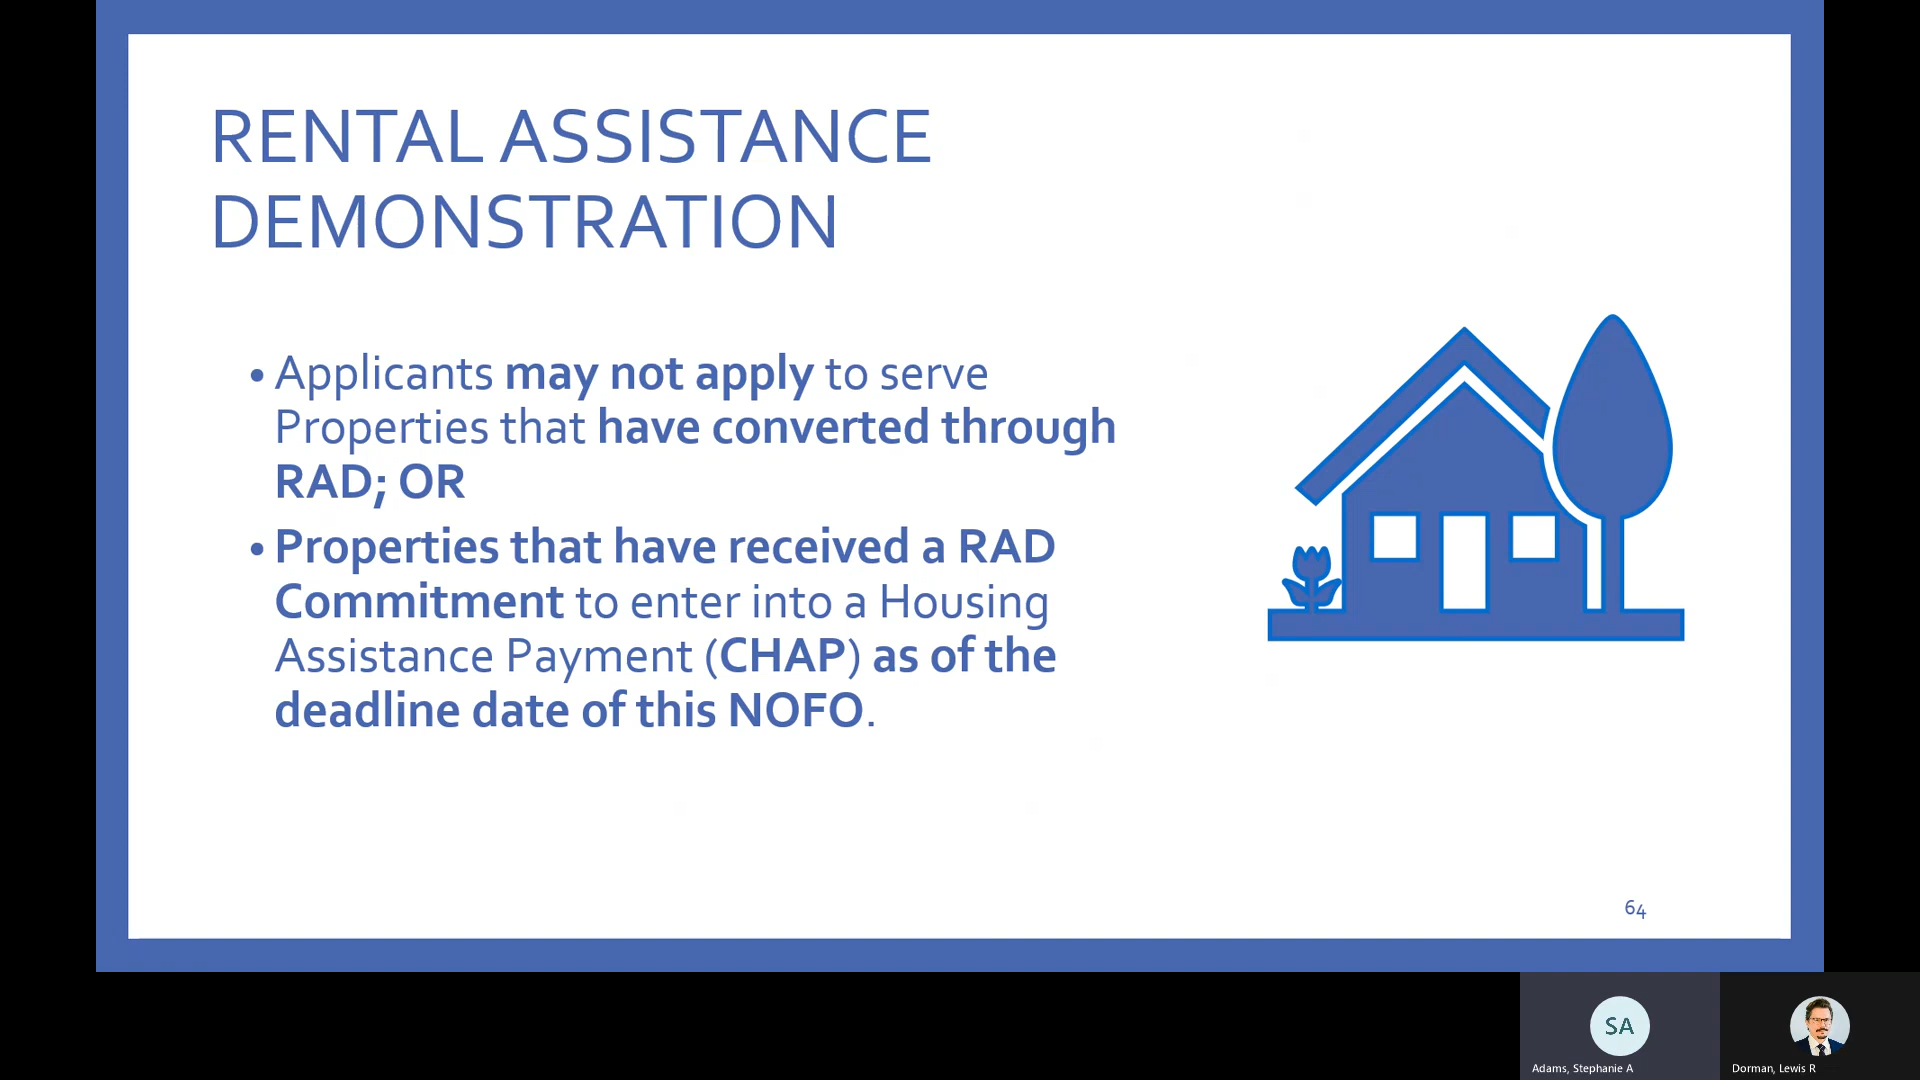 RENTAL ASSISTANCE
DEMONSTRATION
• Applicants may not apply to serve
Properties that have converted through
RAD; OR
• Properties that have received a RAD
Commitment to enter into a Housing
Assistance Payment (CHAP) as of the
deadline date of this NOFO.
64
SA
Adams, Stephanie A
Dorman, Lewis R